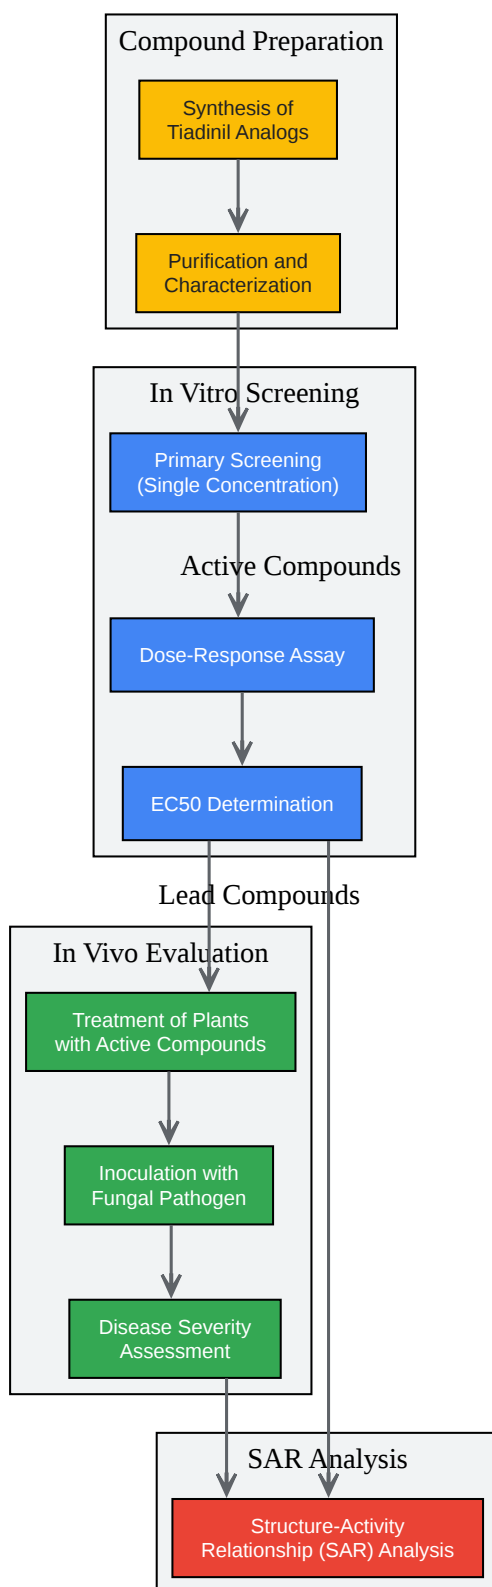 Compound Preparation
Synthesis of
Tiadinil Analogs
Purification and
Characterization
In Vitro Screening
Primary Screening
(Single Concentration)
Active Compounds
Dose-Response Assay
EC50 Determination
Lead Compounds
In Vivo Evaluation
Treatment of Plants
with Active Compounds
Inoculation with
Fungal Pathogen
Disease Severity
Assessment
SAR Analysis
Structure-Activity
Relationship (SAR) Analysis